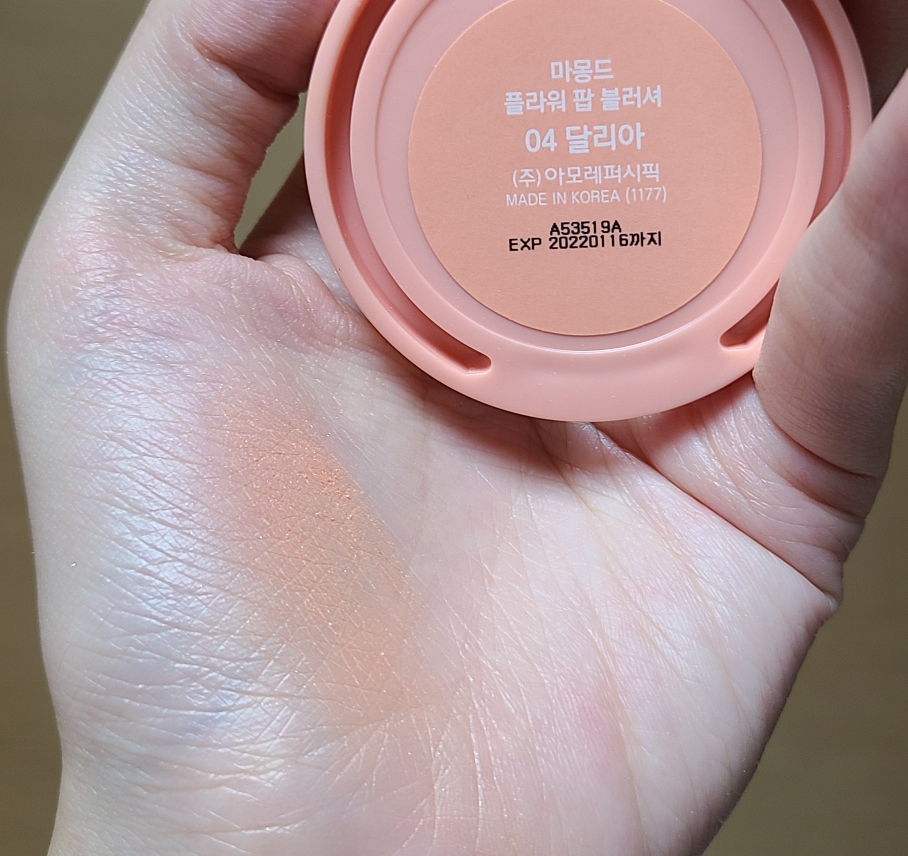 마몽드
플라워 팝 블러셔
04 달리아
(주)아모레퍼시픽
MADE IN KOREA (1177)
A53519A
EXP 20220116까지